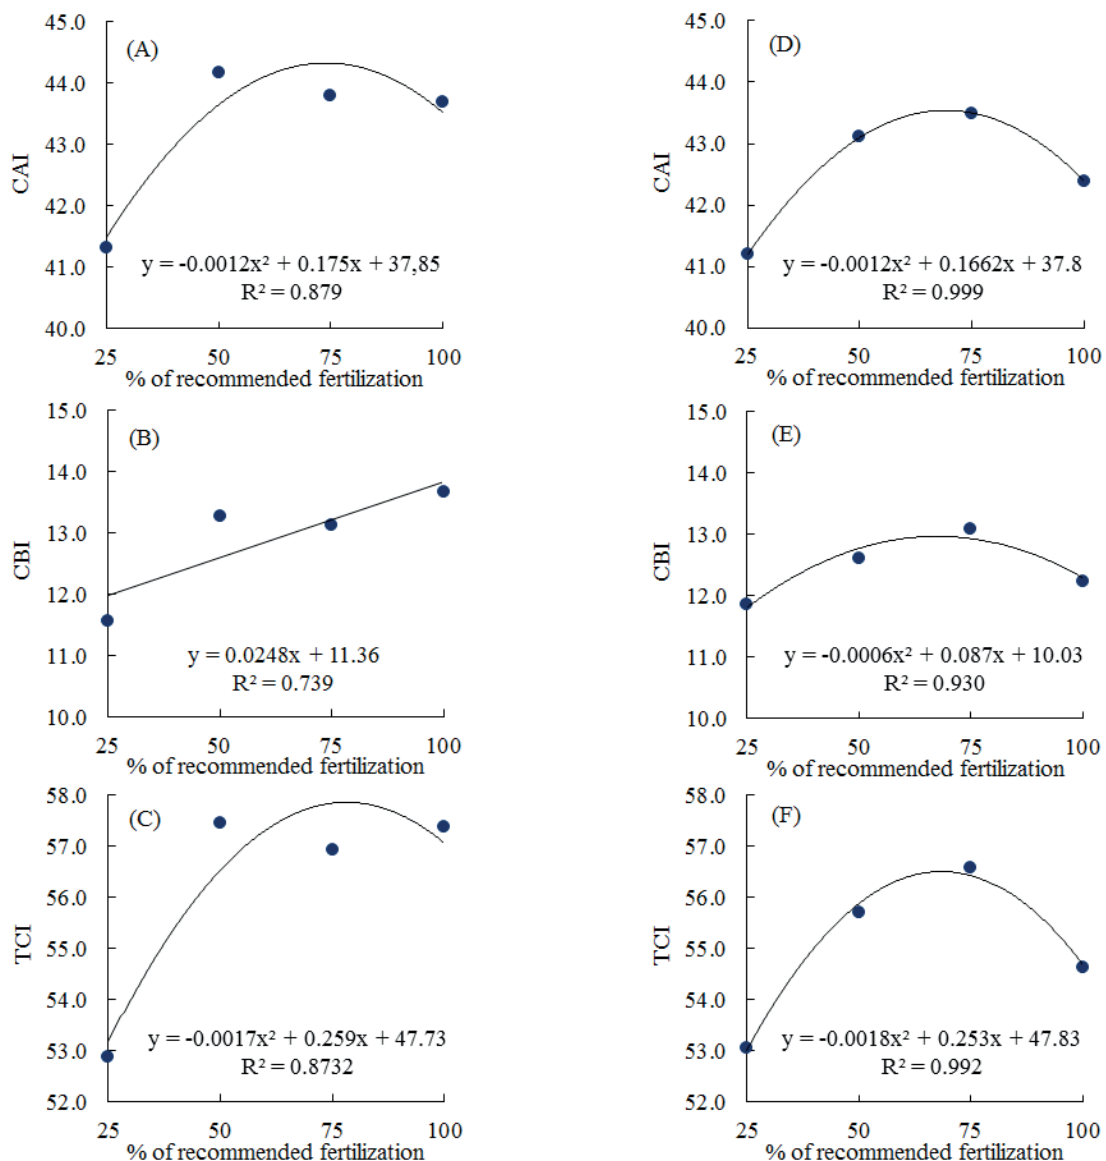 (A)
45.0
44.0
43.0
42.0
41.0
40.0
CAI
y = -0.0012x² + 0.175x + 37,85
R² = 0.879
25 50 75 100
% of recommended fertilization
(D)
45.0
44.0
43.0
42.0
41.0
40.0
CAI
y = -0.0012x² + 0.1662x + 37.8
R² = 0.999
25 50 75 100
% of recommended fertilization
(B)
15.0
14.0
13.0
12.0
11.0
10.0
CBI
y = 0.0248x + 11.36
R² = 0.739
25 50 75 100
% of recommended fertilization
(E)
15.0
14.0
13.0
12.0
11.0
10.0
CBI
y = -0.0006x² + 0.087x + 10.03
R² = 0.930
25 50 75 100
% of recommended fertilization
(C)
58.0
57.0
56.0
55.0
54.0
53.0
52.0
TCI
y = -0.0017x² + 0.259x + 47.73
R² = 0.8732
25 50 75 100
% of recommended fertilization
(F)
58.0
57.0
56.0
55.0
54.0
53.0
52.0
TCI
y = -0.0018x² + 0.253x + 47.83
R² = 0.992
25 50 75 100
% of recommended fertilization